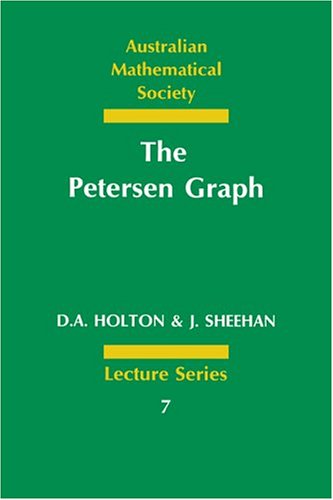 Australian
Mathematical
Society
The
Petersen Graph
D.A. HOLTON & J. SHEEHAN
Lecture Series
7